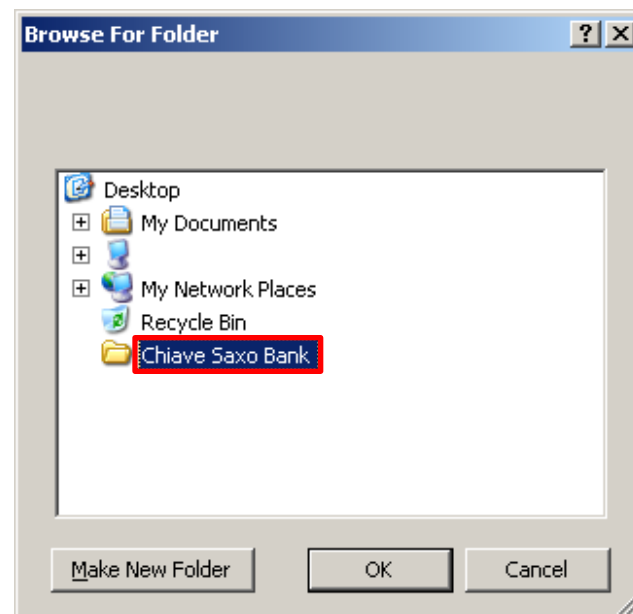 Browse For Folder
Desktop
My Documents
My Network Places
Recycle Bin
Chiave Saxo Bank
Make New Folder OK Cancel